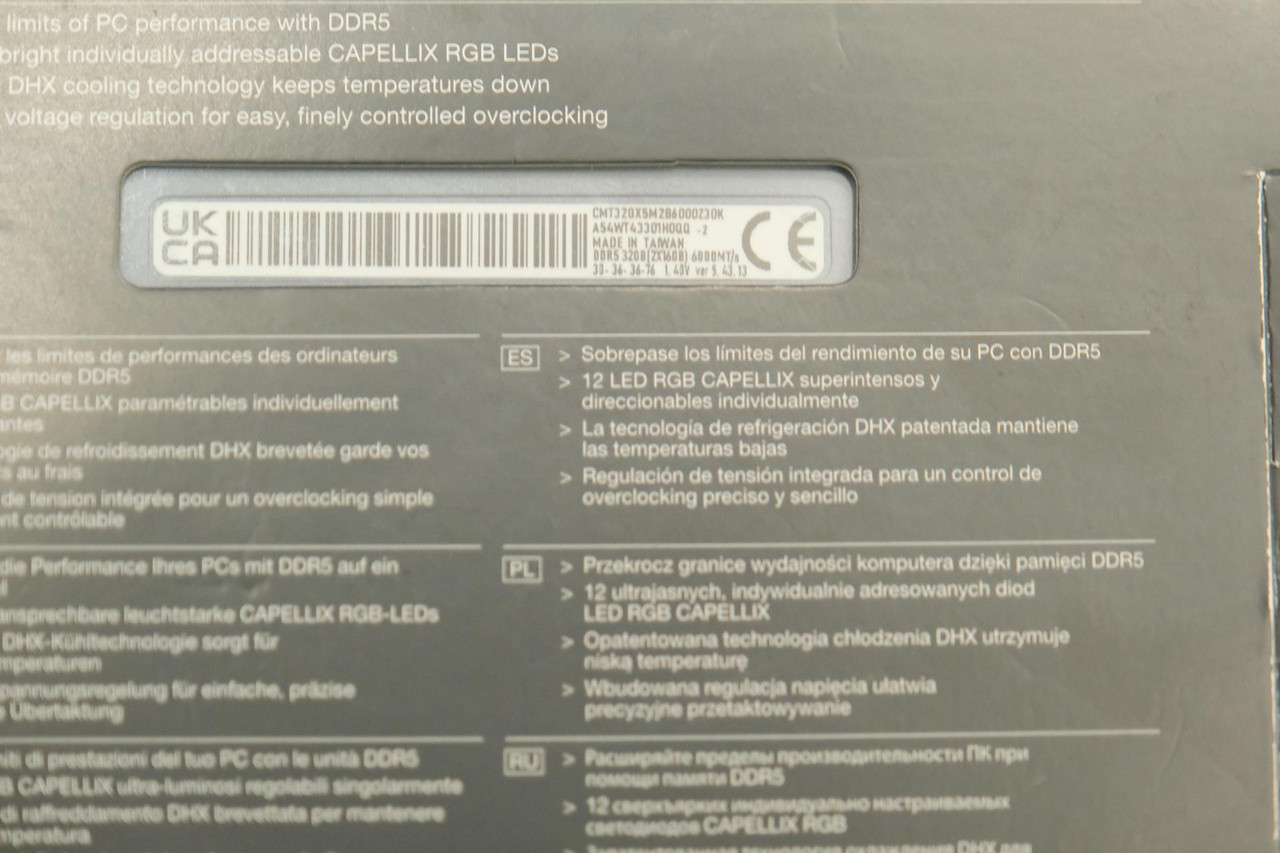 limits of PC performance with DDR5
bright individually addressable CAPELLIX RGB LEDs
DHX cooling technology keeps temperatures down
voltage regulation for easy, finely controlled overclocking
UK
CA
CMT32GX5M2B6000Z30K
A54WT43301H0QQ -2
MADE IN TAIWAN
DDR5 32GB(2X16GB) 6000MT/s
30-36-36-76 1.40V ver 5.43.13
CE
les limites de performances des ordinateurs
mémoire DDR5
B CAPELLIX paramétrables individuellement
antes
ogie de refroidissement DHX brevetée garde vos
s au frais
de tension intégrée pour un overclocking simple
nt contrôlable
ES
> Sobrepase los límites del rendimiento de su PC con DDR5
> 12 LED RGB CAPELLIX superintensos y
direccionables individualmente
> La tecnología de refrigeración DHX patentada mantiene
las temperaturas bajas
> Regulación de tensión integrada para un control de
overclocking preciso y sencillo
die Performance Ihres PCs mit DDR5 auf ein
ansprechbare leuchtstarke CAPELLIX RGB-LEDs
DHX-Kühltechnologie sorgt für
mperaturen
pannungsregelung für einfache, präzise
Übertaktung
PL
> Przekrocz granice wydajności komputera dzięki pamięci DDR5
> 12 ultrajasnych, indywidualnie adresowanych diod
LED RGB CAPELLIX
> Opatentowana technologia chłodzenia DHX utrzymuje
niską temperaturę
> Wbudowana regulacja napięcia ułatwia
precyzyjne przetaktowywanie
iti di prestazioni del tuo PC con le unità DDR5
B CAPELLIX ultra-luminosi regolabili singolarmente
di raffreddamento DHX brevettata per mantenere
mperatura
RU
> Расширяйте пределы производительности ПК при
помощи памяти DDR5
> 12 сверхъярких индивидуально настраиваемых
светодиодов CAPELLIX RGB
> Запатентованная технология охлаждения DHX для